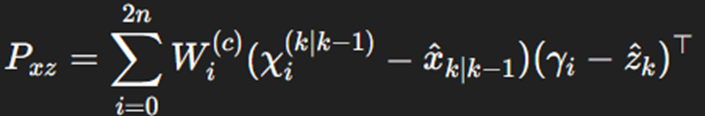 $P_{xz} = \sum_{i=0}^{2n} W_i^{(c)} (\chi_i^{(k|k-1)} - \hat{x}_{k|k-1})(\gamma_i - \hat{z}_k)^\top$